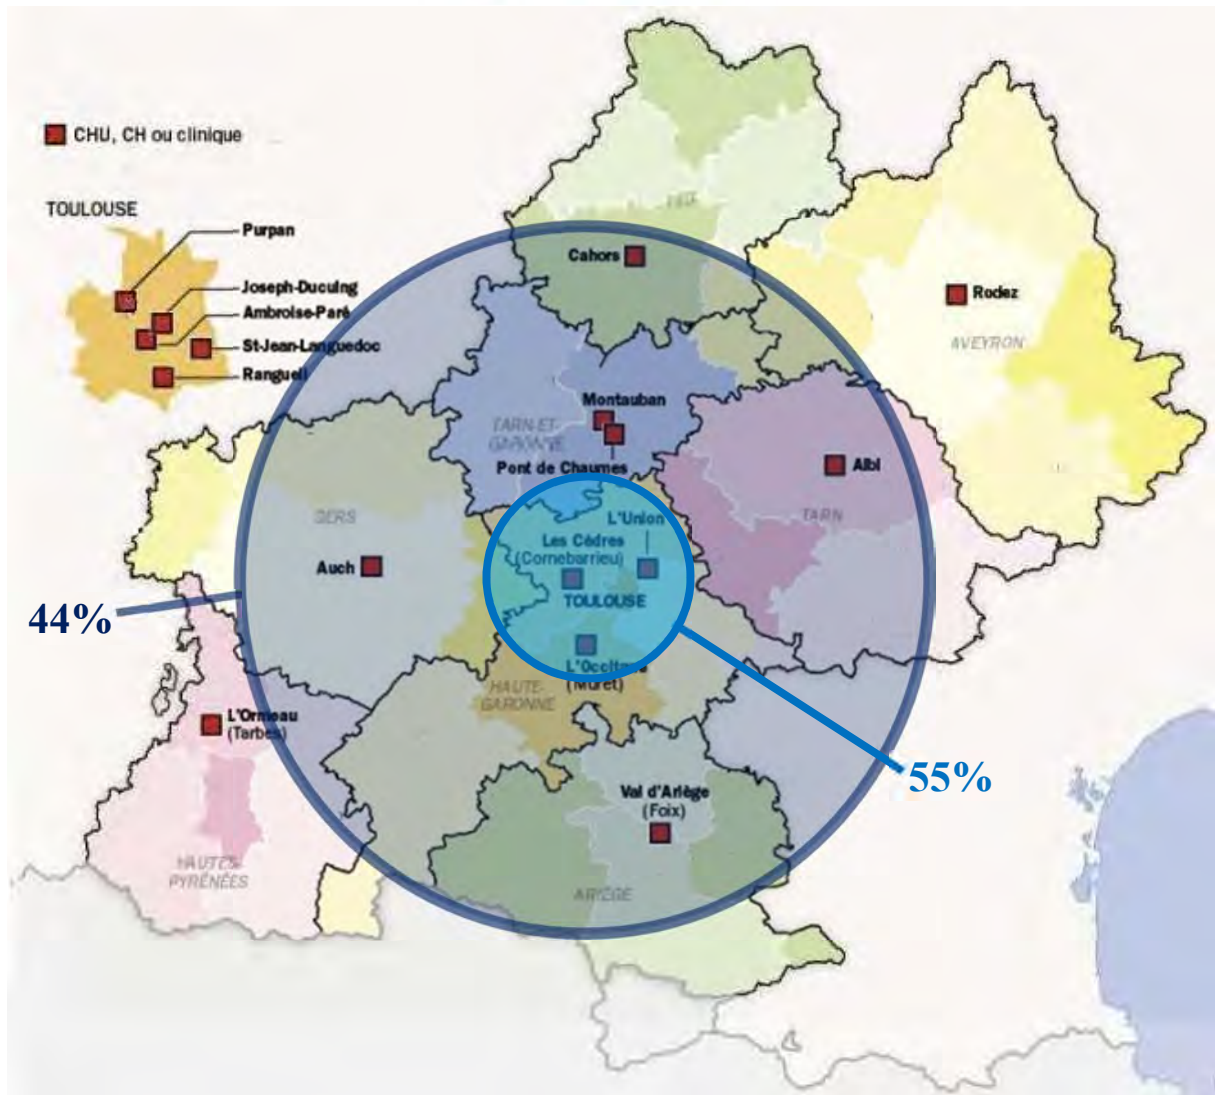 CHU, CH ou clinique
TOULOUSE
Purpan
Joseph-Ducuing
Ambroise-Paré
St-Jean-Languedoc
Rangueil
LOT
Cahors
Rodez
AVEYRON
Montauban
TARN-ET-
GARONNE
Pont de Chaumes
Albi
TARN
GERS
L'Union
Les Cèdres
(Cornebarrieu)
Auch
TOULOUSE
44%
L'Occitanie
(Muret)
HAUTE-
GARONNE
L'Ormeau
(Tarbes)
55%
Val d'Ariège
(Foix)
HAUTES-
PYRÉNÉES
ARIÈGE